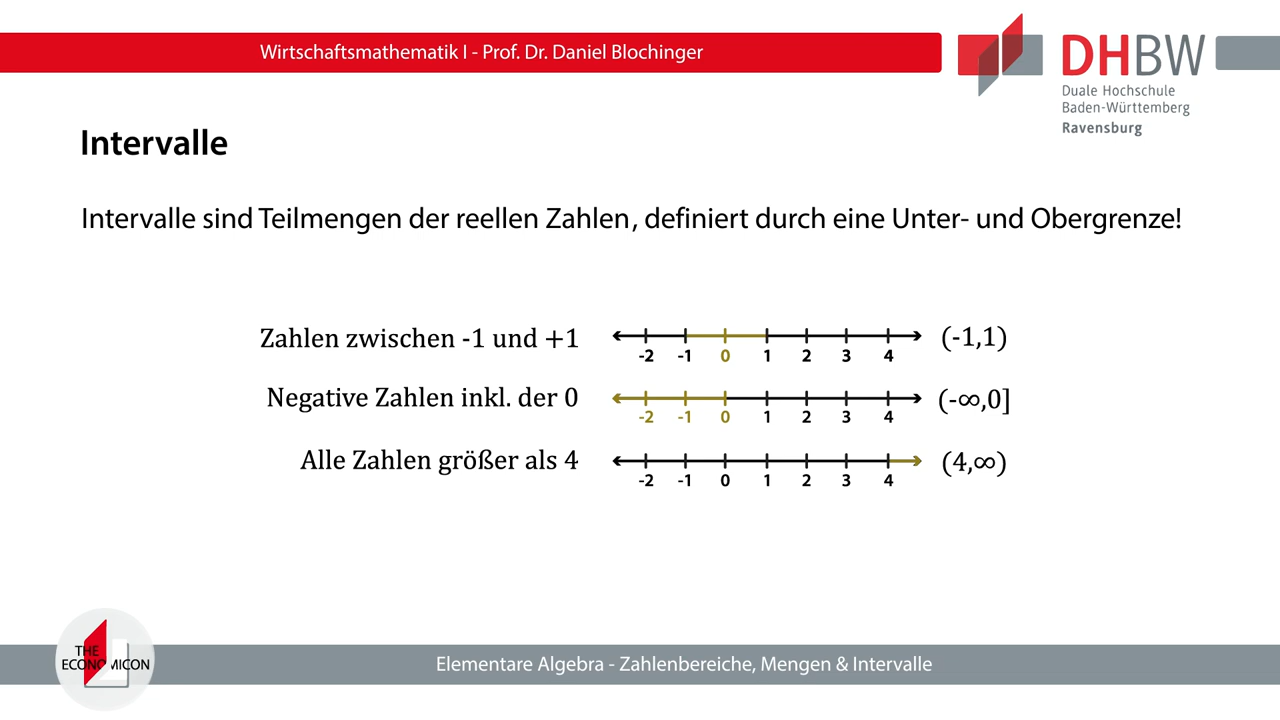 Wirtschaftsmathematik I - Prof. Dr. Daniel Blochinger
DHBW
Duale Hochschule
Baden-Württemberg
Ravensburg
Intervalle
Intervalle sind Teilmengen der reellen Zahlen, definiert durch eine Unter- und Obergrenze!
Zahlen zwischen -1 und +1
-2 -1 0 1 2 3 4
(-1,1)
Negative Zahlen inkl. der 0
-2 -1 0 1 2 3 4
(-∞,0]
Alle Zahlen größer als 4
-2 -1 0 1 2 3 4
(4,∞)
THE
ECONOMICON
Elementare Algebra - Zahlenbereiche, Mengen & Intervalle